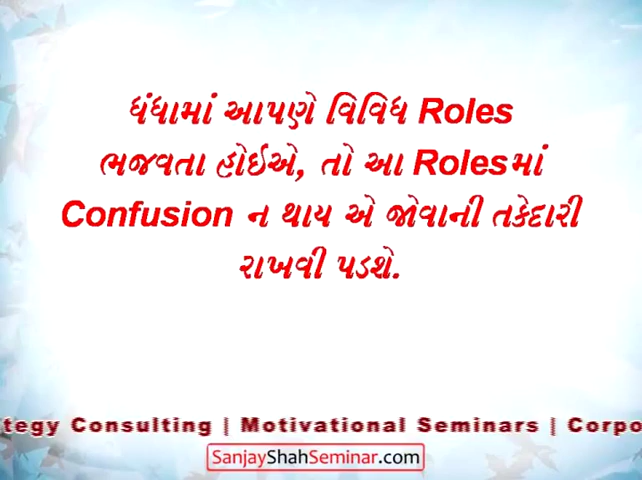 ધંધામાં આપણે વિવિધ Roles
ભજવતા હોઈએ, તો આ Rolesમાં
Confusion ન થાય એ જોવાની તકેદારી
રાખવી પડશે.
tegy Consulting | Motivational Seminars | Corpo
SanjayShahSeminar.com